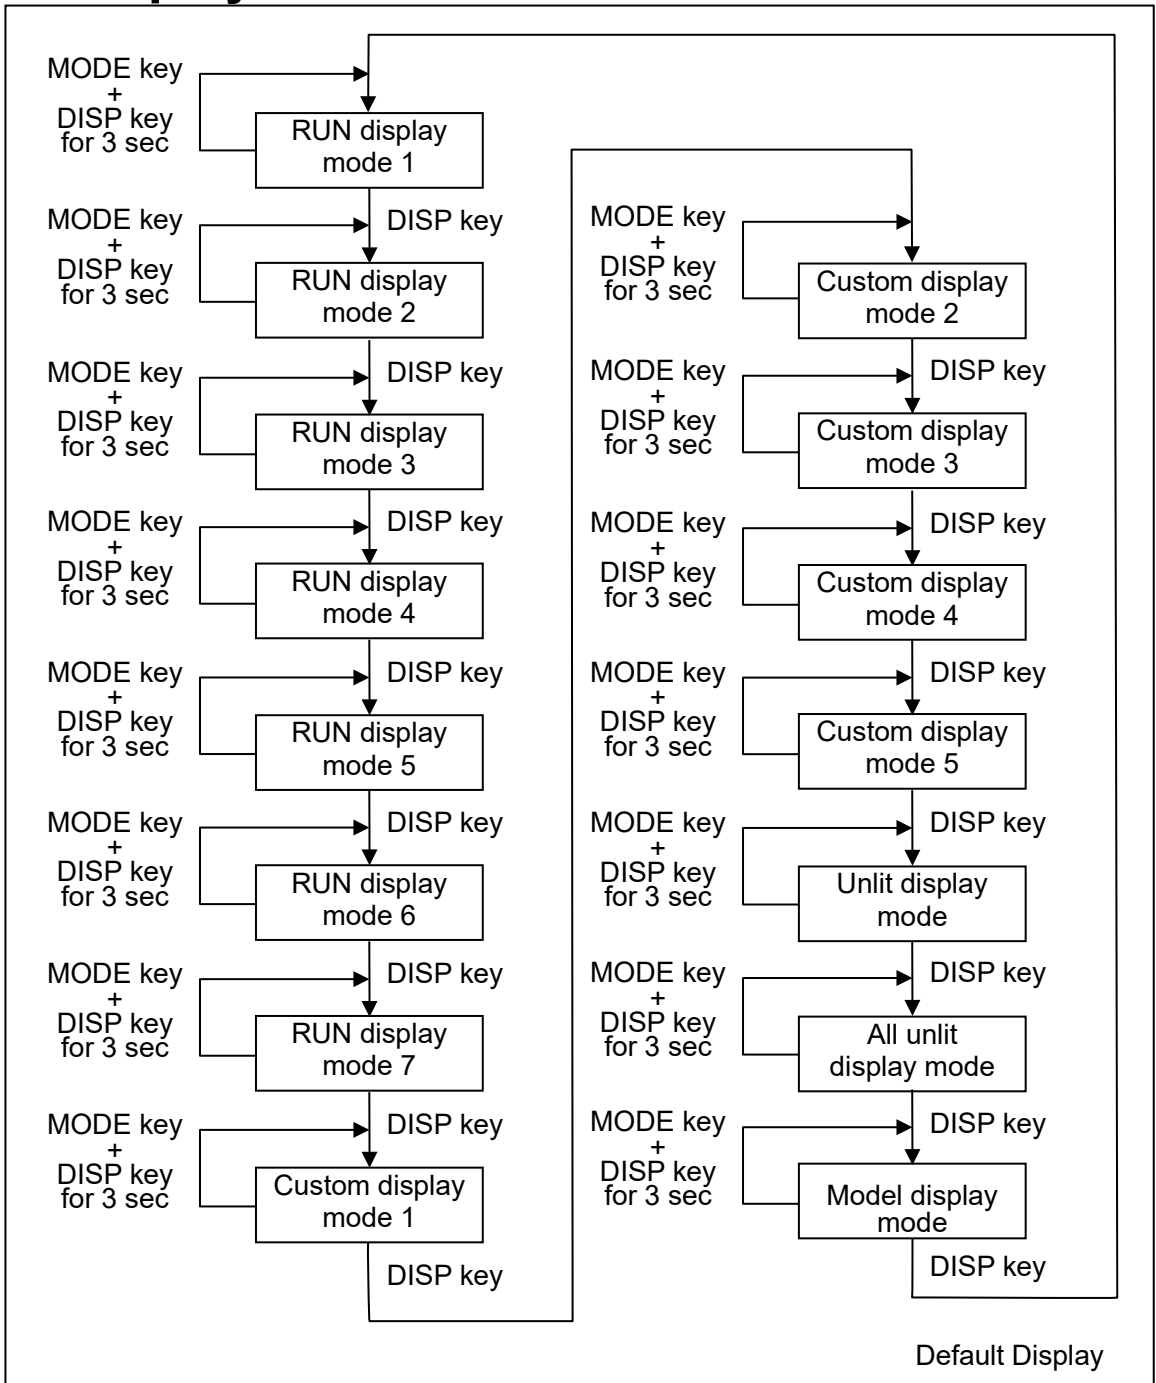 MODE key
+
DISP key
for 3 sec
RUN display
mode 1
MODE key
+
DISP key
for 3 sec
DISP key
RUN display
mode 2
MODE key
+
DISP key
for 3 sec
DISP key
RUN display
mode 3
MODE key
+
DISP key
for 3 sec
DISP key
RUN display
mode 4
MODE key
+
DISP key
for 3 sec
DISP key
RUN display
mode 5
MODE key
+
DISP key
for 3 sec
DISP key
RUN display
mode 6
MODE key
+
DISP key
for 3 sec
DISP key
RUN display
mode 7
MODE key
+
DISP key
for 3 sec
DISP key
Custom display
mode 1
DISP key
MODE key
+
DISP key
for 3 sec
Custom display
mode 2
MODE key
+
DISP key
for 3 sec
DISP key
Custom display
mode 3
MODE key
+
DISP key
for 3 sec
DISP key
Custom display
mode 4
MODE key
+
DISP key
for 3 sec
DISP key
Custom display
mode 5
MODE key
+
DISP key
for 3 sec
DISP key
Unlit display
mode
MODE key
+
DISP key
for 3 sec
DISP key
All unlit
display mode
MODE key
+
DISP key
for 3 sec
DISP key
Model display
mode
DISP key
Default Display